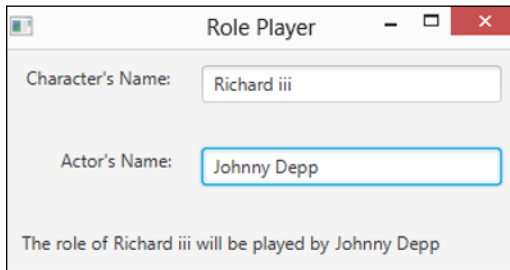 Role Player
Character's Name: Richard iii
Actor's Name: Johnny Depp
The role of Richard iii will be played by Johnny Depp